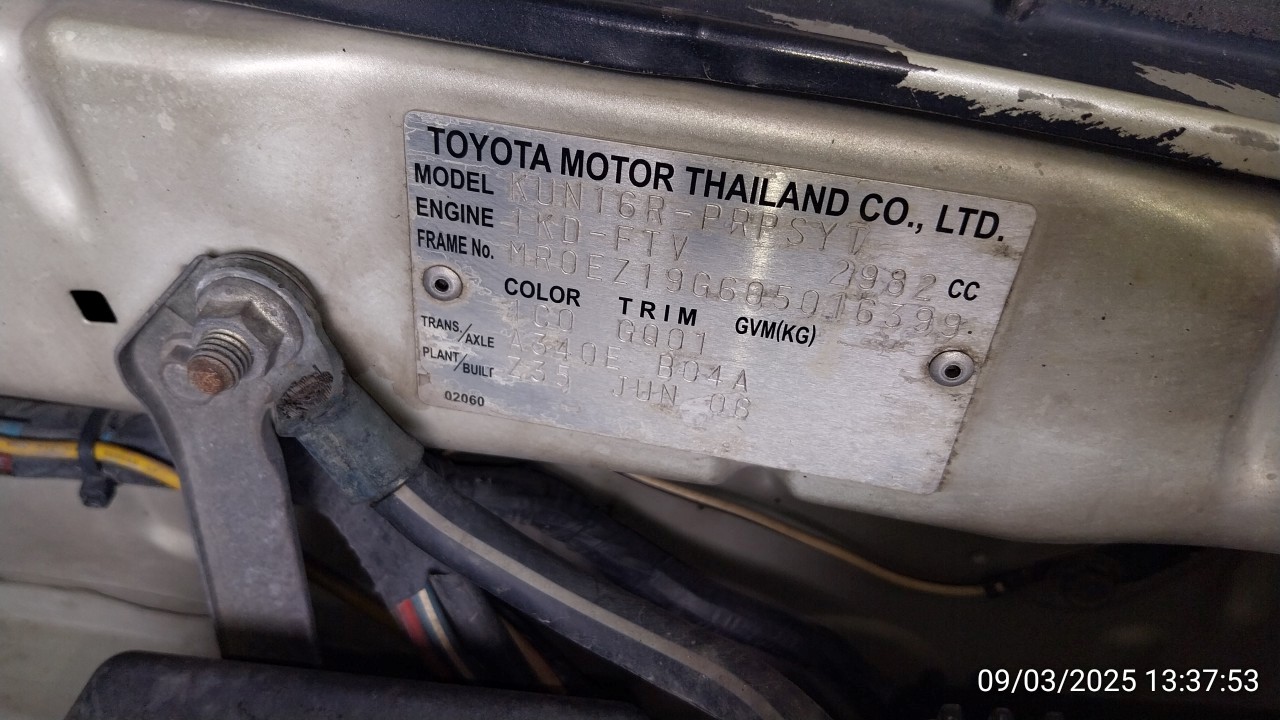 TOYOTA MOTOR THAILAND CO., LTD.
MODEL KUN16R-PRPSYT
ENGINE 1KD-FTV 2982 CC
FRAME No. MR0EZ19G605016399
COLOR TRIM GVM(KG)
1C0 GQ01
TRANS./AXLE A340E B04A
PLANT/BUILT Z35 JUN 08
02060
09/03/2025 13:37:53